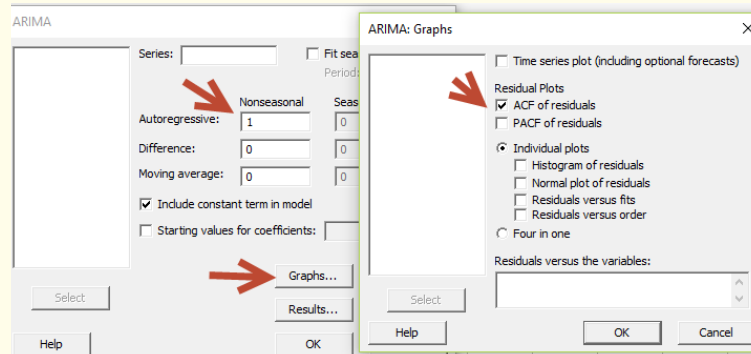 ARIMA
Series:
Fit sea
Period:
Nonseasonal
Seas
Autoregressive:
1
0
Difference:
0
0
Moving average:
0
0
Include constant term in model
Starting values for coefficients:
Graphs...
Select
Results...
Help
OK
ARIMA: Graphs
Time series plot (including optional forecasts)
Residual Plots
ACF of residuals
PACF of residuals
Individual plots
Histogram of residuals
Normal plot of residuals
Residuals versus fits
Residuals versus order
Four in one
Residuals versus the variables:
Select
Help
OK
Cancel